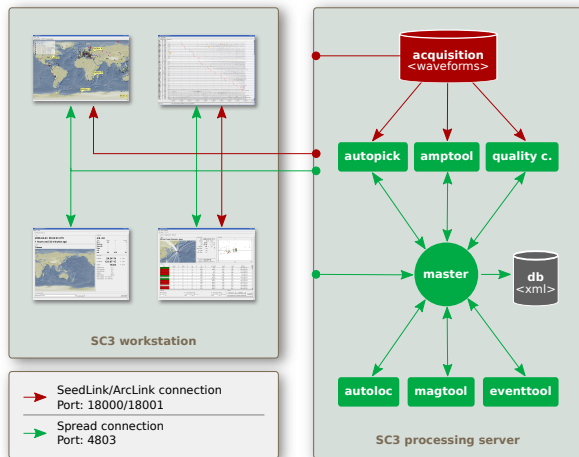 acquisition
<waveforms>
autopick
amptool
quality c.
master
db
<xml>
autoloc
magtool
eventtool
SC3 workstation
SC3 processing server
SeedLink/ArcLink connection
Port: 18000/18001
Spread connection
Port: 4803